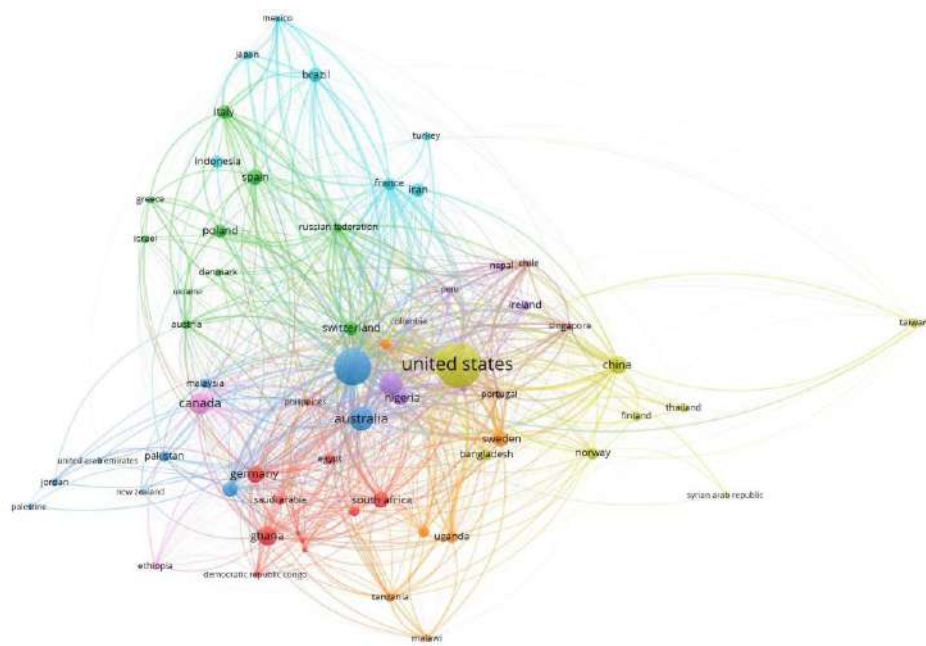 mexico
japan
brazil
italy
turkey
indonesia
spain
france
iran
greece
russian federation
poland
israel
denmark
nepal
chile
ukraine
peru
ireland
austria
switzerland
colombia
singapore
taiwan
united states
china
malaysia
nigeria
portugal
canada
philippines
thailand
australia
finland
sweden
bangladesh
norway
pakistan
united arab emirates
egypt
germany
jordan
new zealand
syrian arab republic
saudi arabia
south africa
palestine
ghana
uganda
ethiopia
democratic republic congo
tanzania
malawi